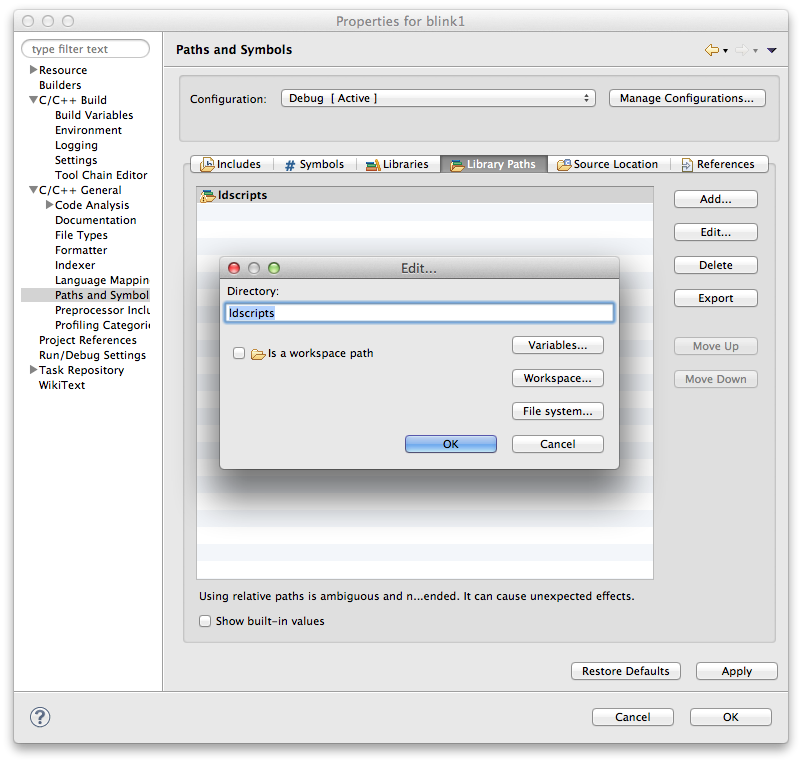 Properties for blink1
type filter text
Resource
Builders
C/C++ Build
Build Variables
Environment
Logging
Settings
Tool Chain Editor
C/C++ General
Code Analysis
Documentation
File Types
Formatter
Indexer
Language Mappin
Paths and Symbol
Preprocessor Inclu
Profiling Categorie
Project References
Run/Debug Settings
Task Repository
WikiText
Paths and Symbols
Configuration: Debug [ Active ] Manage Configurations...
Includes # Symbols Libraries Library Paths Source Location References
ldscripts
Add...
Edit...
Delete
Export
Move Up
Move Down
Edit...
Directory:
ldscripts
Is a workspace path
Variables...
Workspace...
File system...
OK Cancel
Using relative paths is ambiguous and n...ended. It can cause unexpected effects.
Show built-in values
Restore Defaults Apply
? Cancel OK